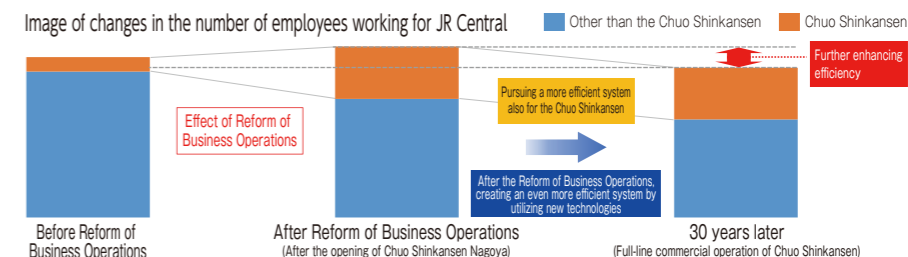 Image of changes in the number of employees working for JR Central
Other than the Chuo Shinkansen
Chuo Shinkansen
Further enhancing
efficiency
Pursuing a more efficient system
also for the Chuo Shinkansen
Effect of Reform of
Business Operations
After the Reform of Business Operations,
creating an even more efficient system by
utilizing new technologies
Before Reform of
Business Operations
After Reform of Business Operations
(After the opening of Chuo Shinkansen Nagoya)
30 years later
(Full-line commercial operation of Chuo Shinkansen)